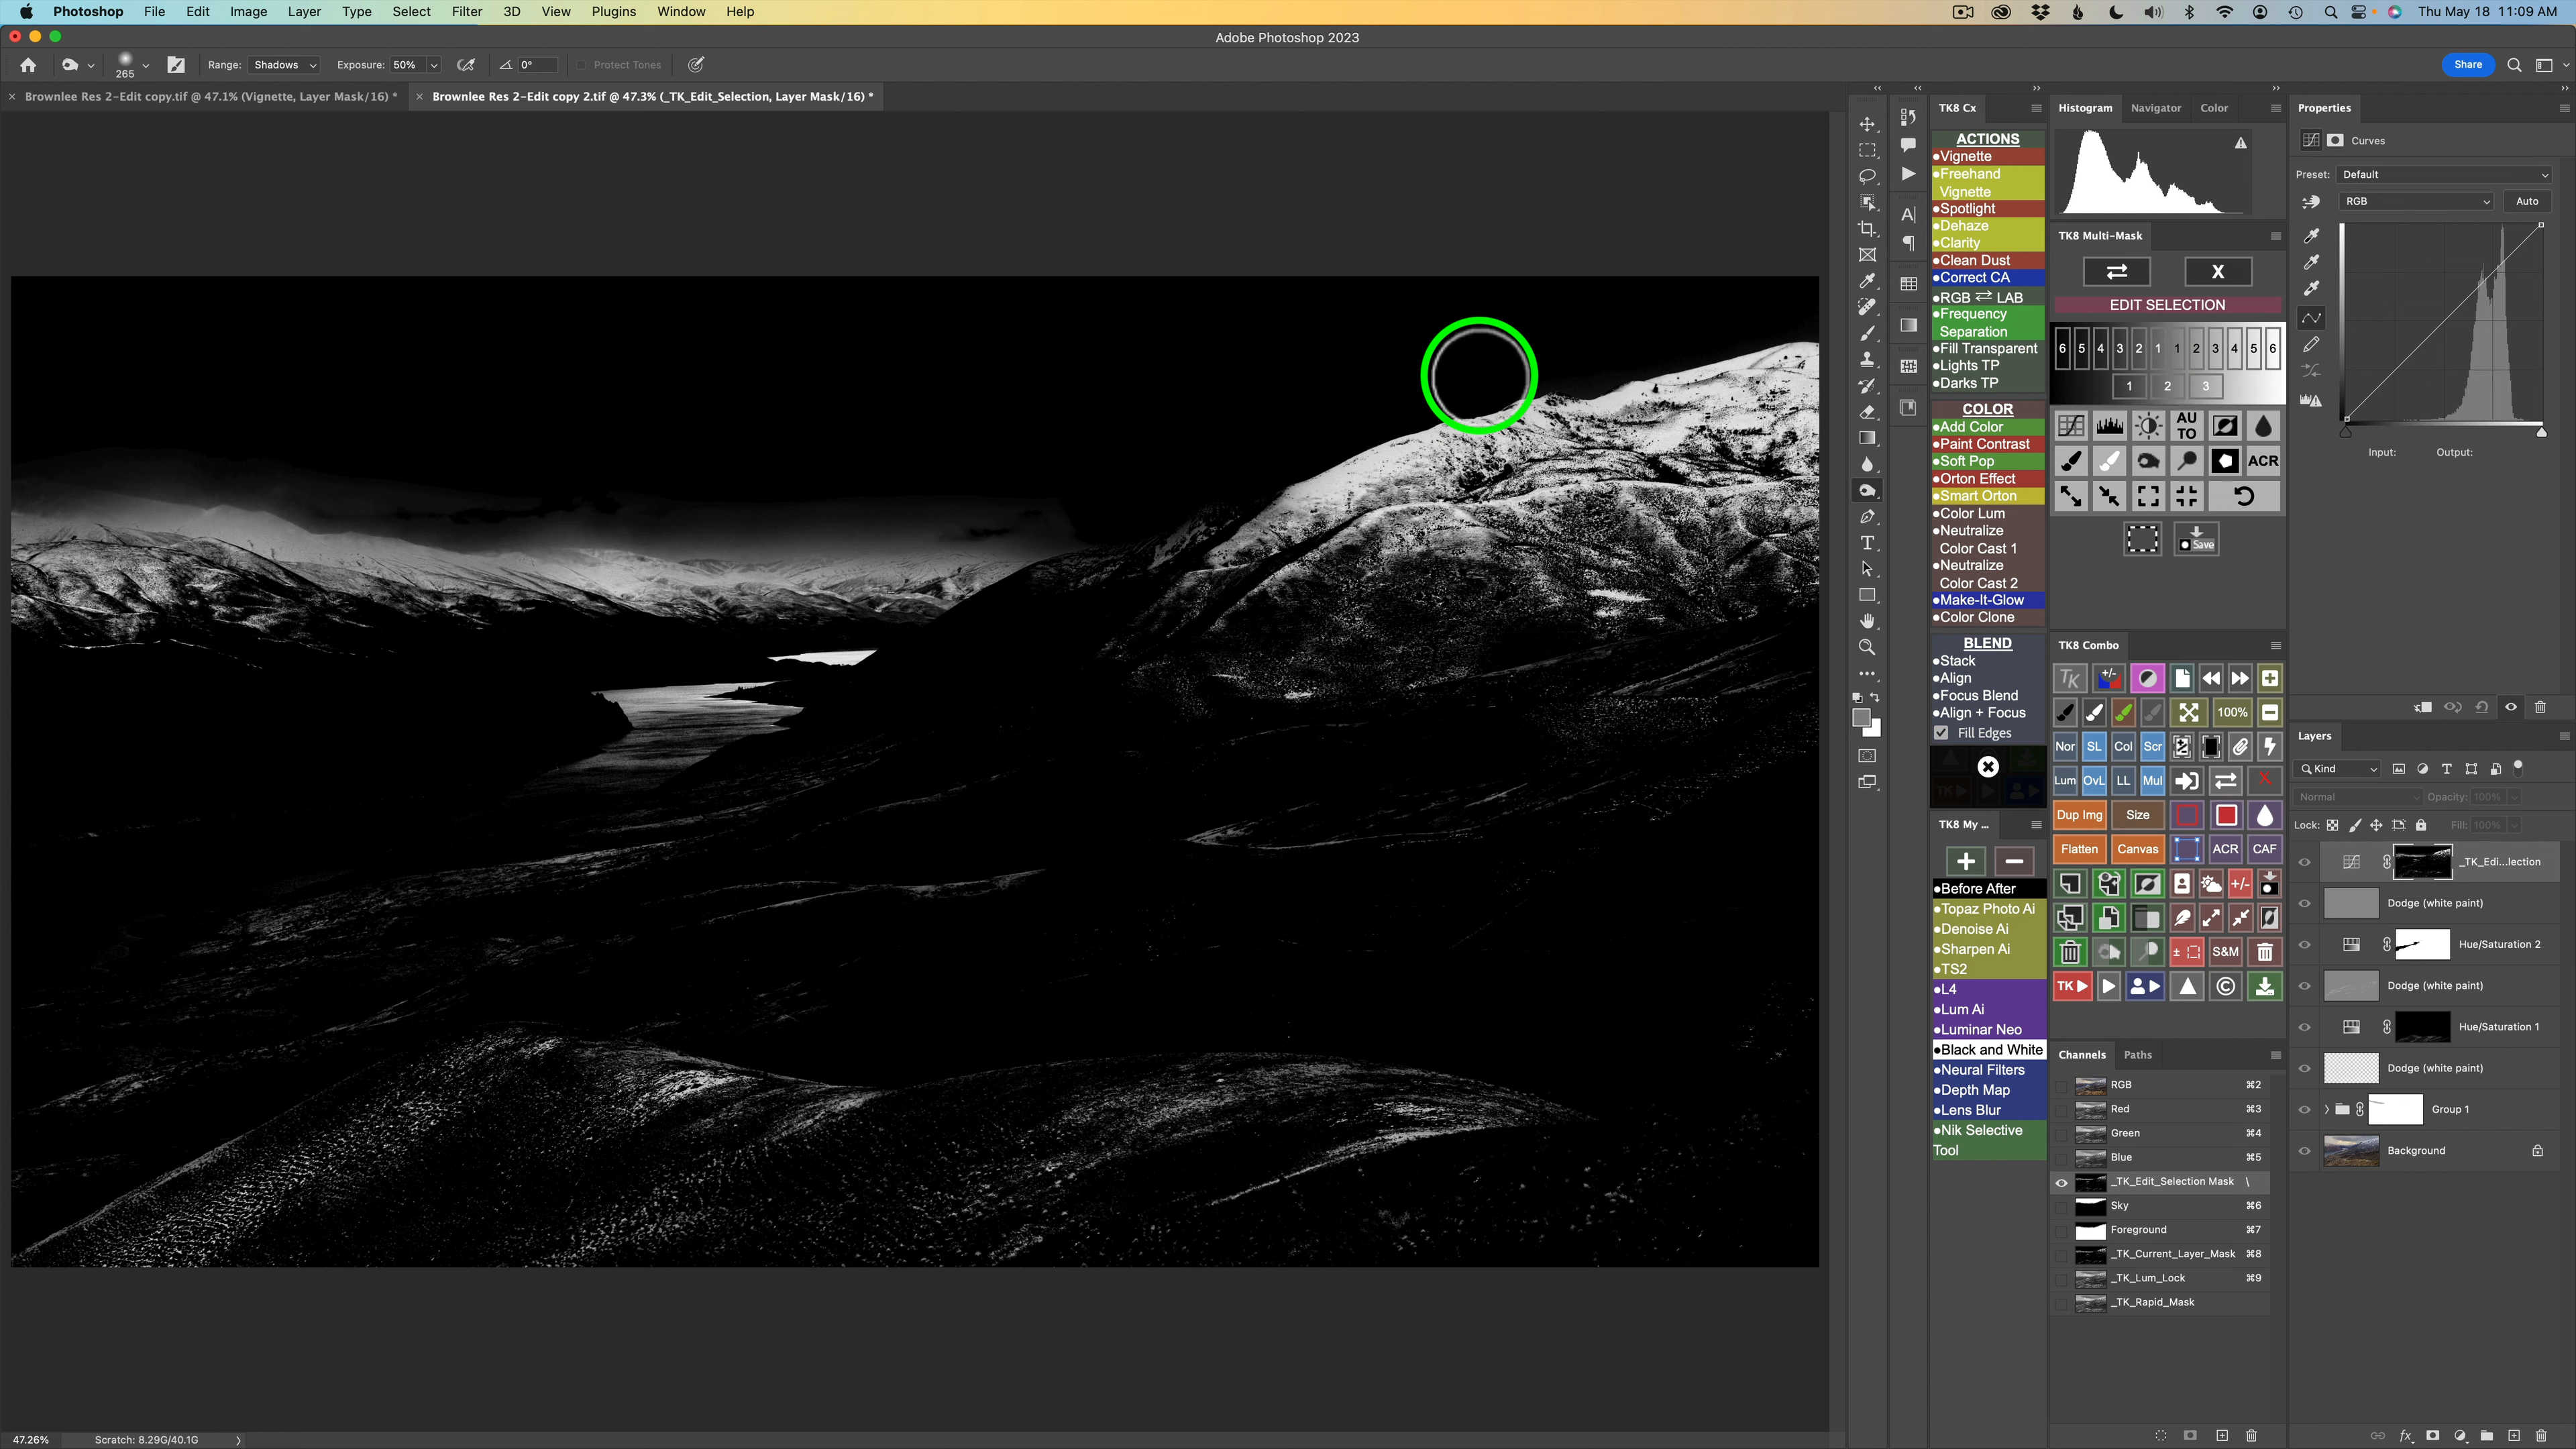 Photoshop File Edit Image Layer Type Select Filter 3D View Plugins Window Help Thu May 18 11:09 AM
Adobe Photoshop 2023
265 Range: Shadows Exposure: 50% 0° Protect Tones Share
Brownlee Res 2-Edit copy.tif @ 47.1% (Vignette, Layer Mask/16) *
Brownlee Res 2-Edit copy 2.tif @ 47.3% (_TK_Edit_Selection, Layer Mask/16) *
TK8 Cx
ACTIONS
Vignette
Freehand
Vignette
Spotlight
Dehaze
Clarity
Clean Dust
Correct CA
RGB ⇄ LAB
Frequency
Separation
Fill Transparent
Lights TP
Darks TP
COLOR
Add Color
Paint Contrast
Soft Pop
Orton Effect
Smart Orton
Color Lum
Neutralize
Color Cast 1
Neutralize
Color Cast 2
Make-It-Glow
Color Clone
BLEND
Stack
Align
Focus Blend
Align + Focus
Fill Edges
TK8 My ...
+ −
Before After
Topaz Photo Ai
Denoise Ai
Sharpen Ai
TS2
L4
Lum Ai
Luminar Neo
Black and White
Neural Filters
Depth Map
Lens Blur
Nik Selective
Tool
Histogram Navigator Color
TK8 Multi-Mask
X
EDIT SELECTION
6 5 4 3 2 1 1 2 3 4 5 6
1 2 3
AU
TO
ACR
Save
TK8 Combo
TK +/-
100%
Nor SL Col Scr
Lum OvL LL Mul
Dup Img Size
Flatten Canvas ACR CAF
+/-
S&M
TK ©
Channels Paths
RGB ⌘2
Red ⌘3
Green ⌘4
Blue ⌘5
_TK_Edit_Selection Mask \
Sky ⌘6
Foreground ⌘7
_TK_Current_Layer_Mask ⌘8
_TK_Lum_Lock ⌘9
_TK_Rapid_Mask
Properties
Curves
Preset: Default
RGB Auto
Input: Output:
Layers
Kind
Normal Opacity: 100%
Lock: Fill: 100%
_TK_Edi...lection
Dodge (white paint)
Hue/Saturation 2
Dodge (white paint)
Hue/Saturation 1
Dodge (white paint)
Group 1
Background
fx
47.26% Scratch: 8.29G/40.1G